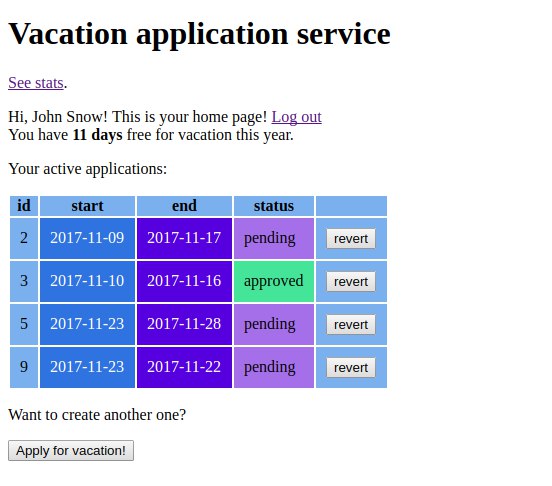 Vacation application service
See stats.
Hi, John Snow! This is your home page! Log out
You have 11 days free for vacation this year.
Your active applications:
id start end status
2 2017-11-09 2017-11-17 pending revert
3 2017-11-10 2017-11-16 approved revert
5 2017-11-23 2017-11-28 pending revert
9 2017-11-23 2017-11-22 pending revert
Want to create another one?
Apply for vacation!